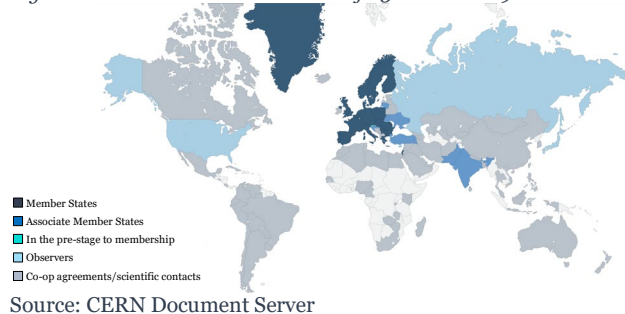 Member States
Associate Member States
In the pre-stage to membership
Observers
Co-op agreements/scientific contacts
Source: CERN Document Server